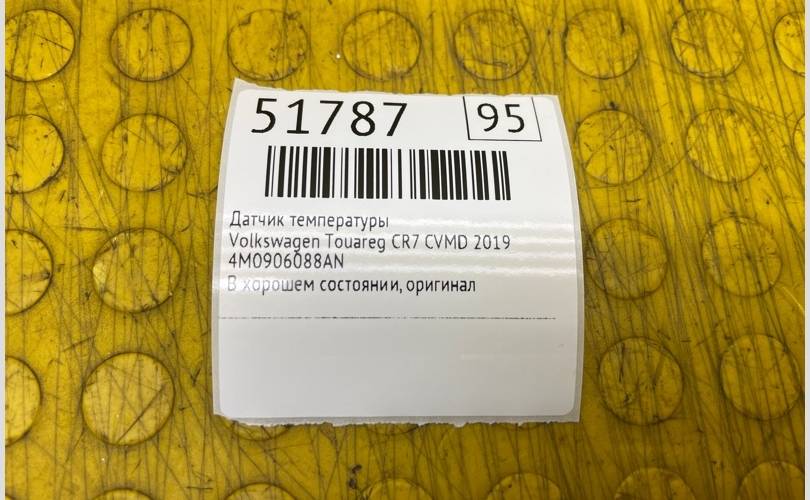 51787 95
Датчик температуры
Volkswagen Touareg CR7 CVMD 2019
4M0906088AN
В хорошем состоянии, оригинал